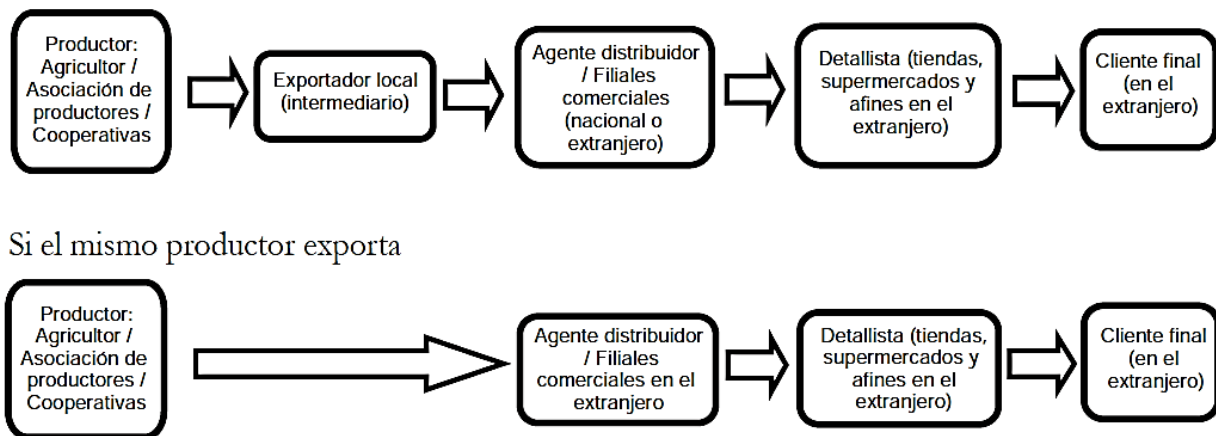 Productor:
Agricultor /
Asociación de
productores /
Cooperativas
Exportador local
(intermediario)
Agente distribuidor
/ Filiales
comerciales
(nacional o
extranjero)
Detallista (tiendas,
supermercados y
afines en el
extranjero)
Cliente final
(en el
extranjero)
Si el mismo productor exporta
Productor:
Agricultor /
Asociación de
productores /
Cooperativas
Agente distribuidor
/ Filiales
comerciales en el
extranjero
Detallista (tiendas,
supermercados y
afines en el
extranjero)
Cliente final
(en el
extranjero)